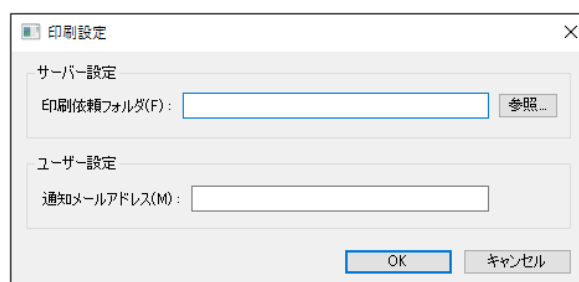 印刷設定
サーバー設定
印刷依頼フォルダ(F)： 参照...
ユーザー設定
通知メールアドレス(M)：
OK キャンセル